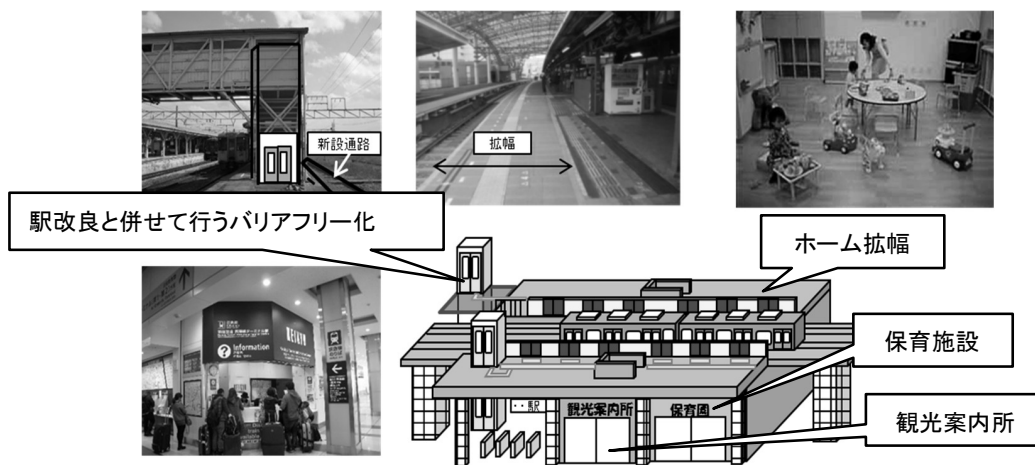 新設通路
拡幅
駅改良と併せて行うバリアフリー化
ホーム拡幅
保育施設
観光案内所
Information
駅
観光案内所
保育園